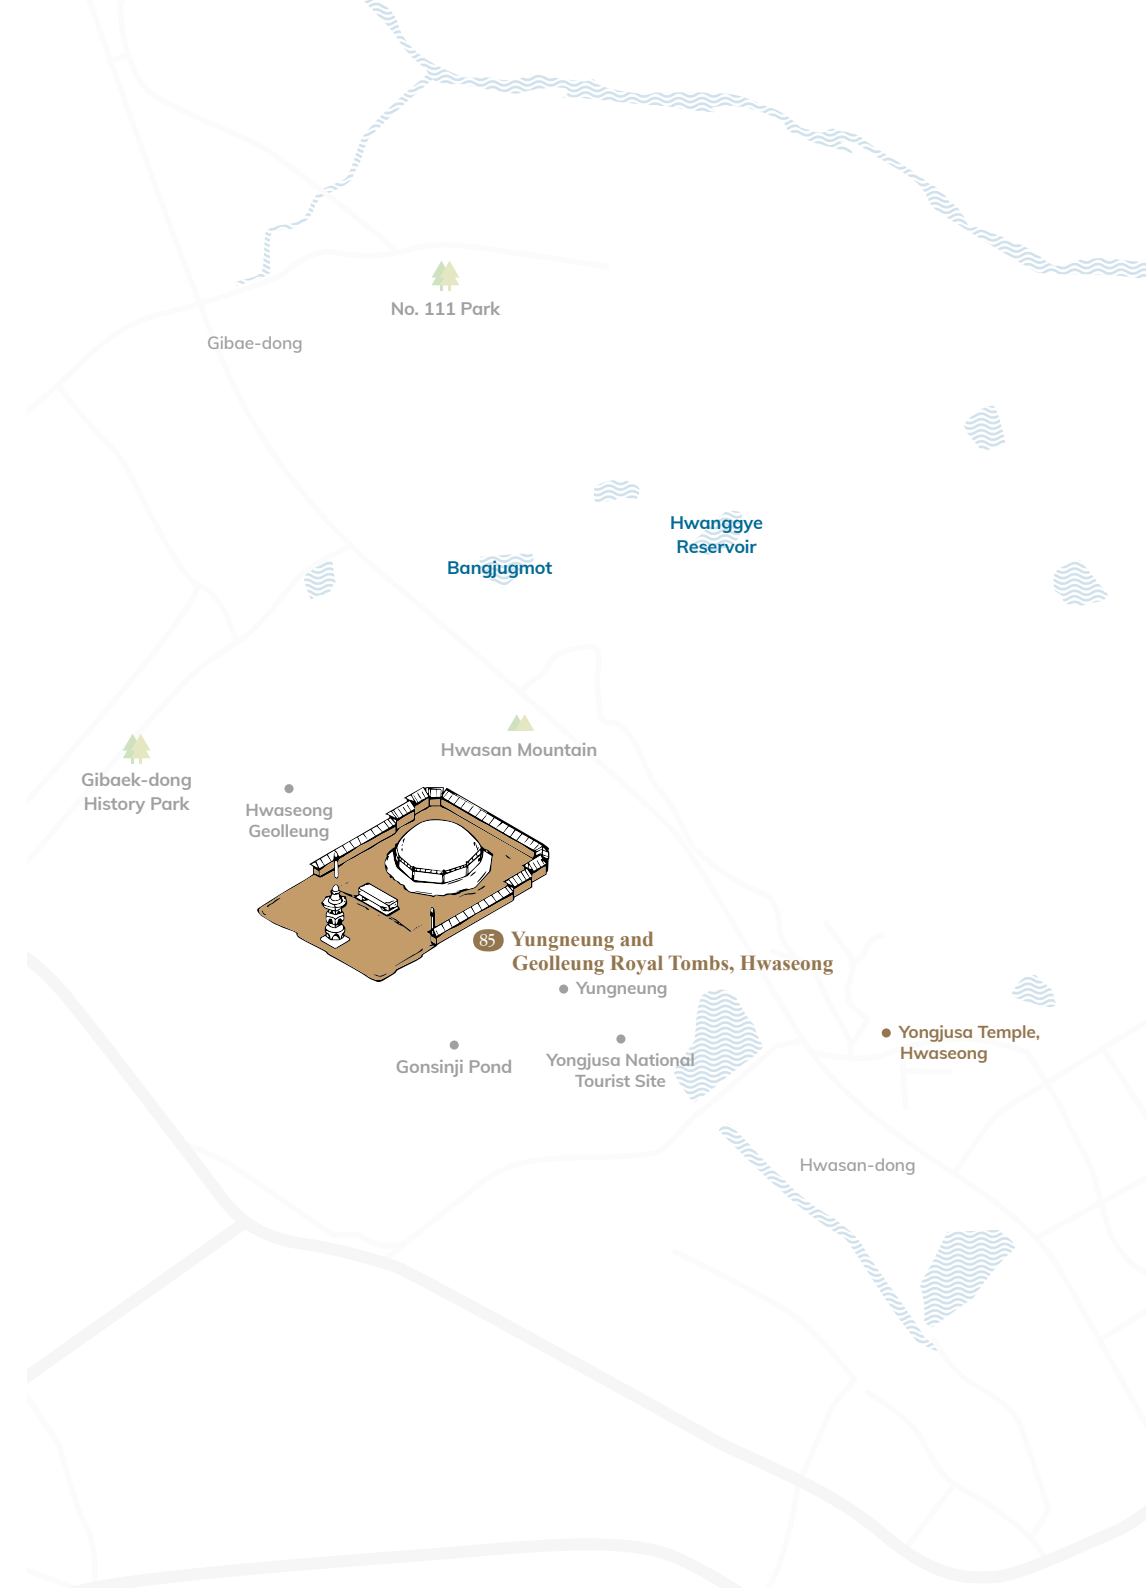 No. 111 Park
Gibae-dong
Hwanggye
Reservoir
Bangjugmot
Hwasan Mountain
Gibaek-dong
History Park
Hwaseong
Geolleung
85 Yungneung and
Geolleung Royal Tombs, Hwaseong
Yungneung
Yongjusa Temple,
Hwaseong
Gonsinji Pond
Yongjusa National
Tourist Site
Hwasan-dong